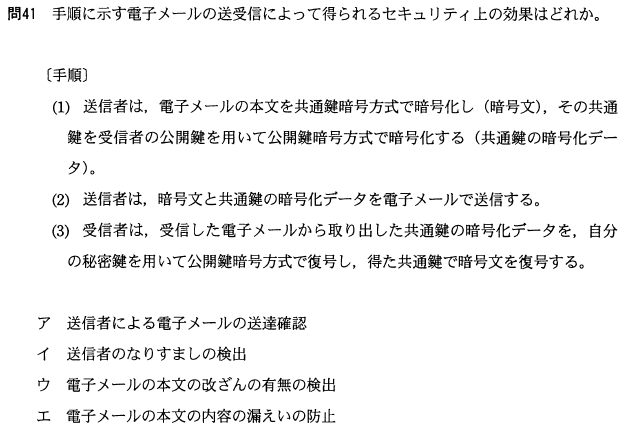 問41 手順に示す電子メールの送受信によって得られるセキュリティ上の効果はどれか。
〔手順〕
(1) 送信者は，電子メールの本文を共通鍵暗号方式で暗号化し（暗号文），その共通
鍵を受信者の公開鍵を用いて公開鍵暗号方式で暗号化する（共通鍵の暗号化デー
タ）。
(2) 送信者は，暗号文と共通鍵の暗号化データを電子メールで送信する。
(3) 受信者は，受信した電子メールから取り出した共通鍵の暗号化データを，自分
の秘密鍵を用いて公開鍵暗号方式で復号し，得た共通鍵で暗号文を復号する。
ア 送信者による電子メールの送達確認
イ 送信者のなりすましの検出
ウ 電子メールの本文の改ざんの有無の検出
エ 電子メールの本文の内容の漏えいの防止